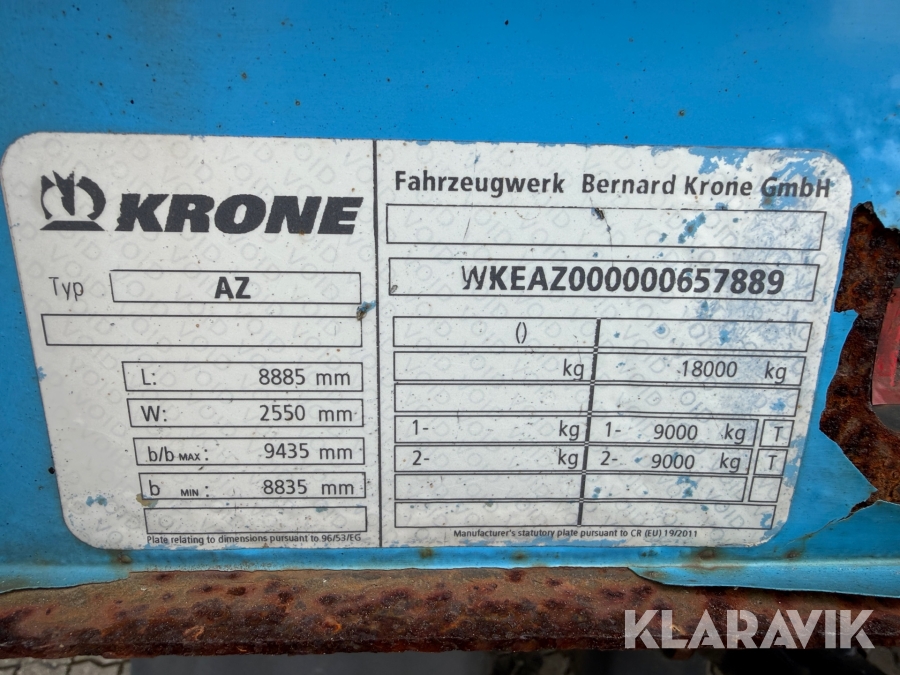 KRONE
Typ AZ
L: 8885 mm
W: 2550 mm
b/b MAX : 9435 mm
b MIN : 8835 mm
Plate relating to dimensions pursuant to 96/53/EG
Fahrzeugwerk Bernard Krone GmbH
WKEAZ000000657889
()
kg 18000 kg
1- kg 1- 9000 kg T
2- kg 2- 9000 kg T
Manufacturer's statutory plate pursuant to CR (EU) 19/2011
KLARAVIK